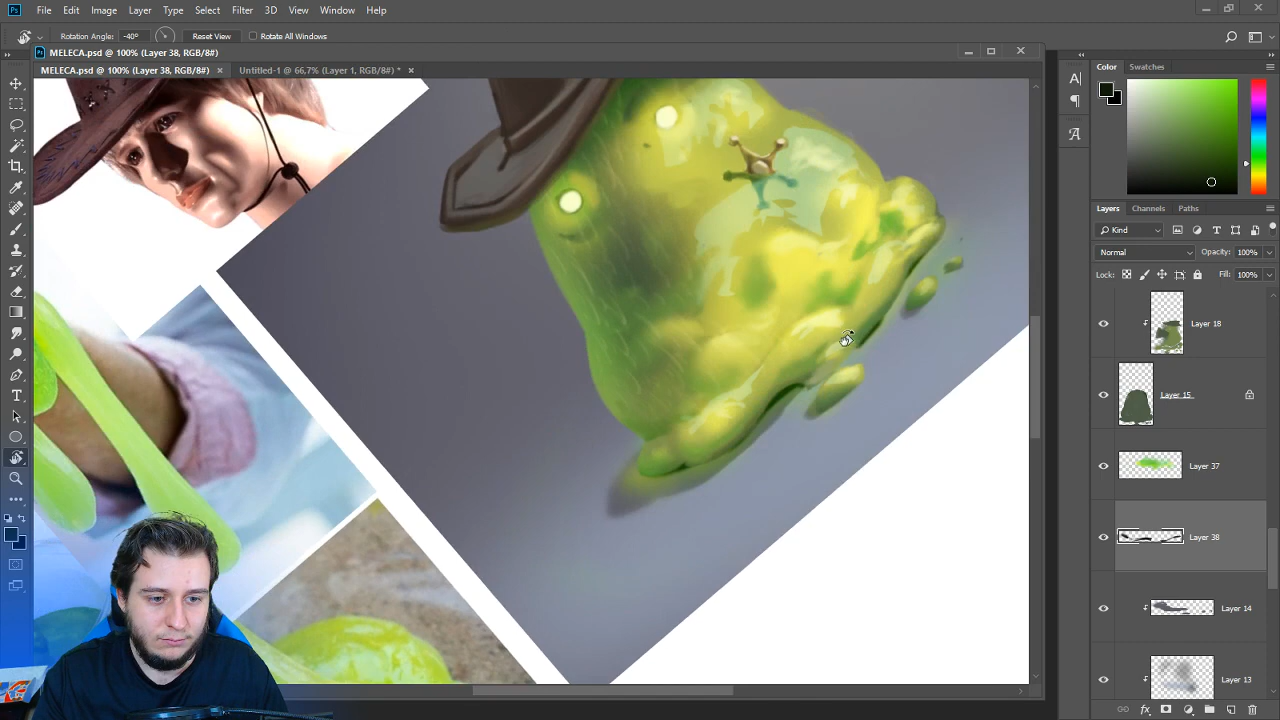 Ps File Edit Image Layer Type Select Filter 3D View Window Help
Rotation Angle: -40° Reset View Rotate All Windows
MELECA.psd @ 100% (Layer 38, RGB/8#)
MELECA.psd @ 100% (Layer 38, RGB/8#) × Untitled-1 @ 66,7% (Layer 1, RGB/8#) * ×
Color Swatches
Layers Channels Paths
Kind
Normal Opacity: 100%
Lock: Fill: 100%
Layer 18
Layer 15
Layer 37
Layer 38
Layer 14
Layer 13